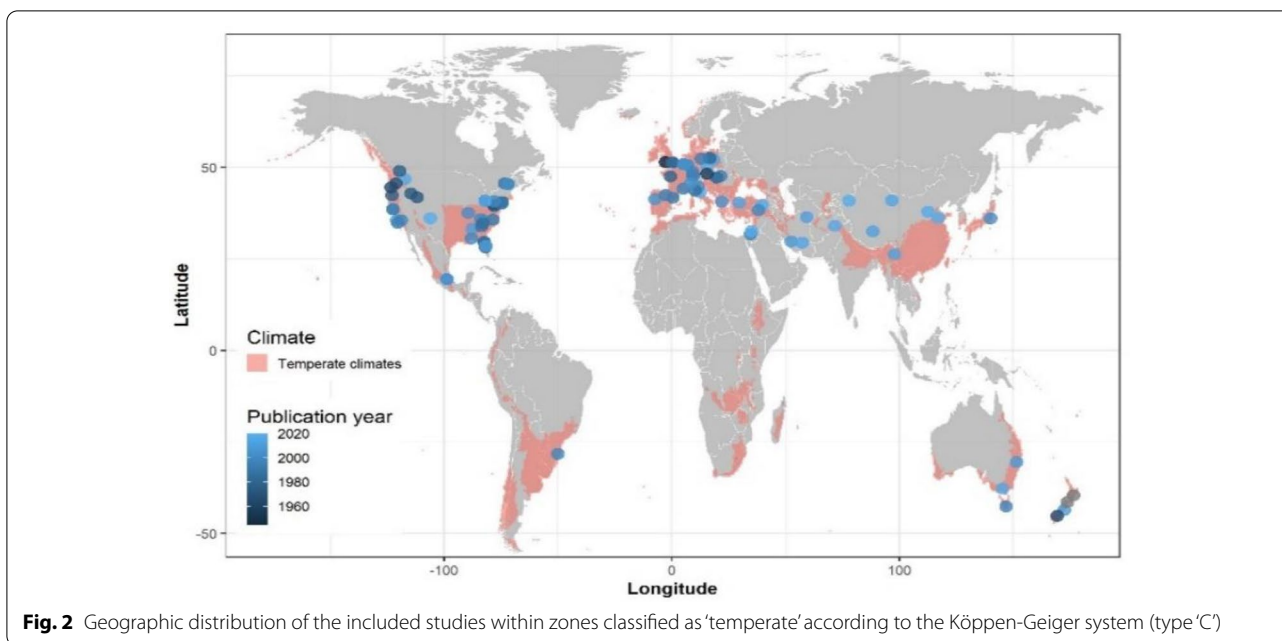 50
0
-50
Latitude
Climate
Temperate climates
Publication year
2020
2000
1980
1960
-100
0
100
Longitude
Fig. 2 Geographic distribution of the included studies within zones classified as ‘temperate’ according to the Köppen-Geiger system (type ‘C’)